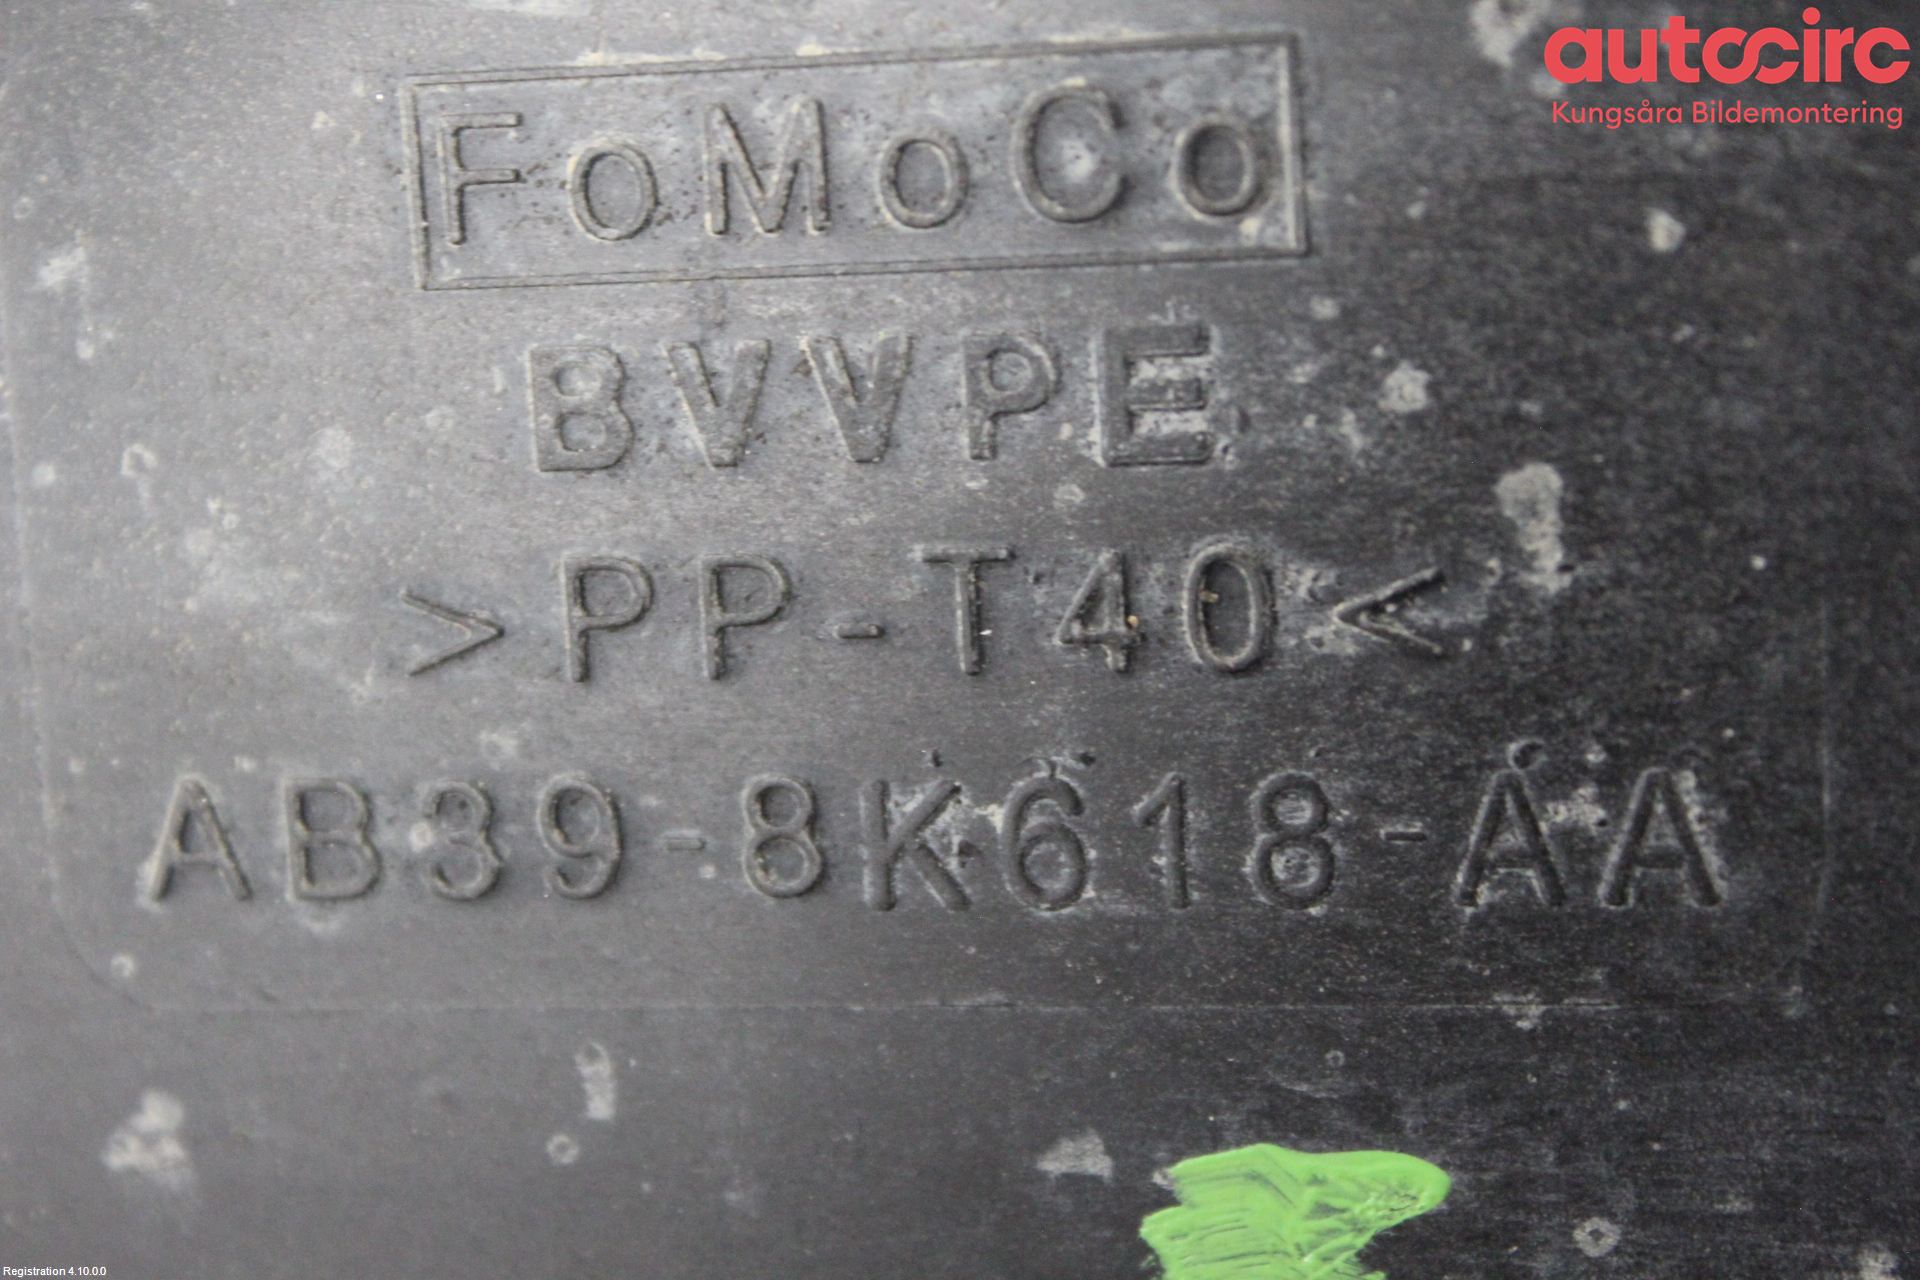 autocirc
Kungsåra Bildemontering
FoMoCo
BVVPE
>PP-T40<
AB39-8K618-AA
Registration 4.10.0.0